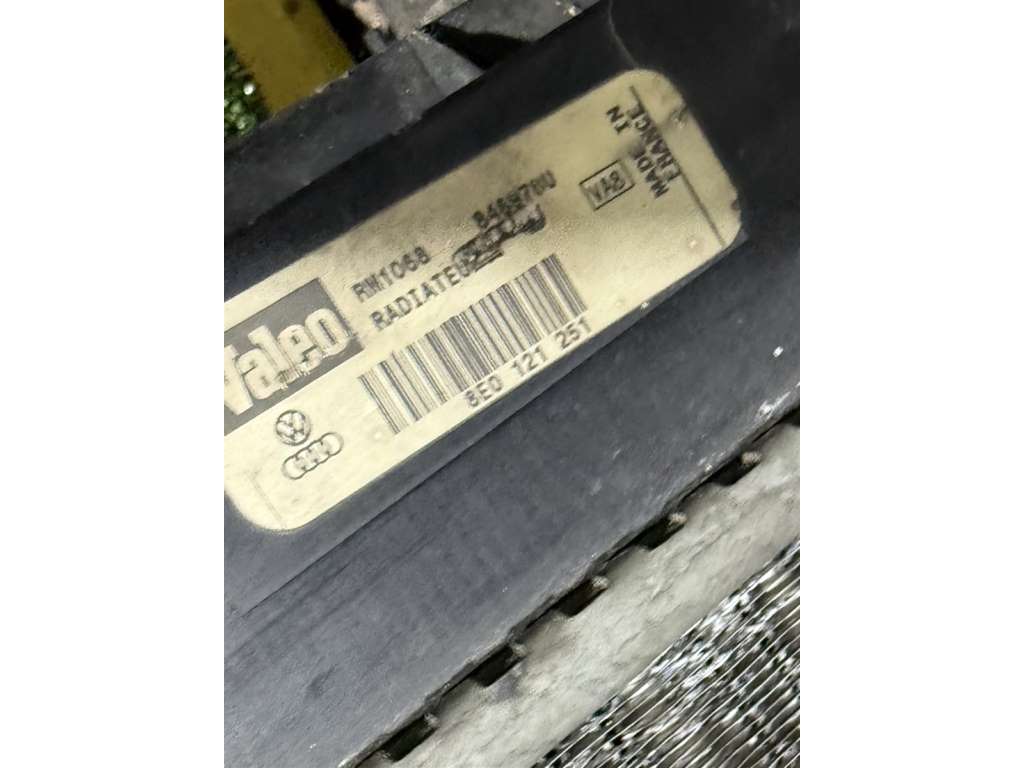 Valeo
RM1068
RADIATEUR
8E0 121 251
VA8
MADE IN
FRANCE